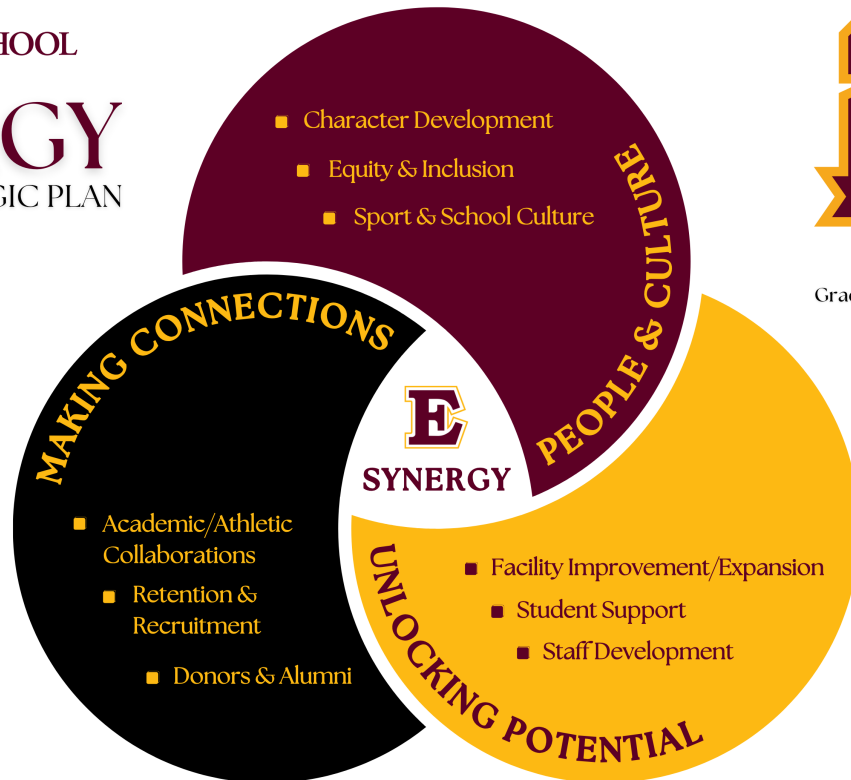 HOOL
GY
GIC PLAN
Character Development
Equity & Inclusion
Sport & School Culture
PEOPLE & CULTURE
Grad
MAKING CONNECTIONS
E
SYNERGY
Academic/Athletic
Collaborations
Retention &
Recruitment
Donors & Alumni
Facility Improvement/Expansion
Student Support
Staff Development
UNLOCKING POTENTIAL